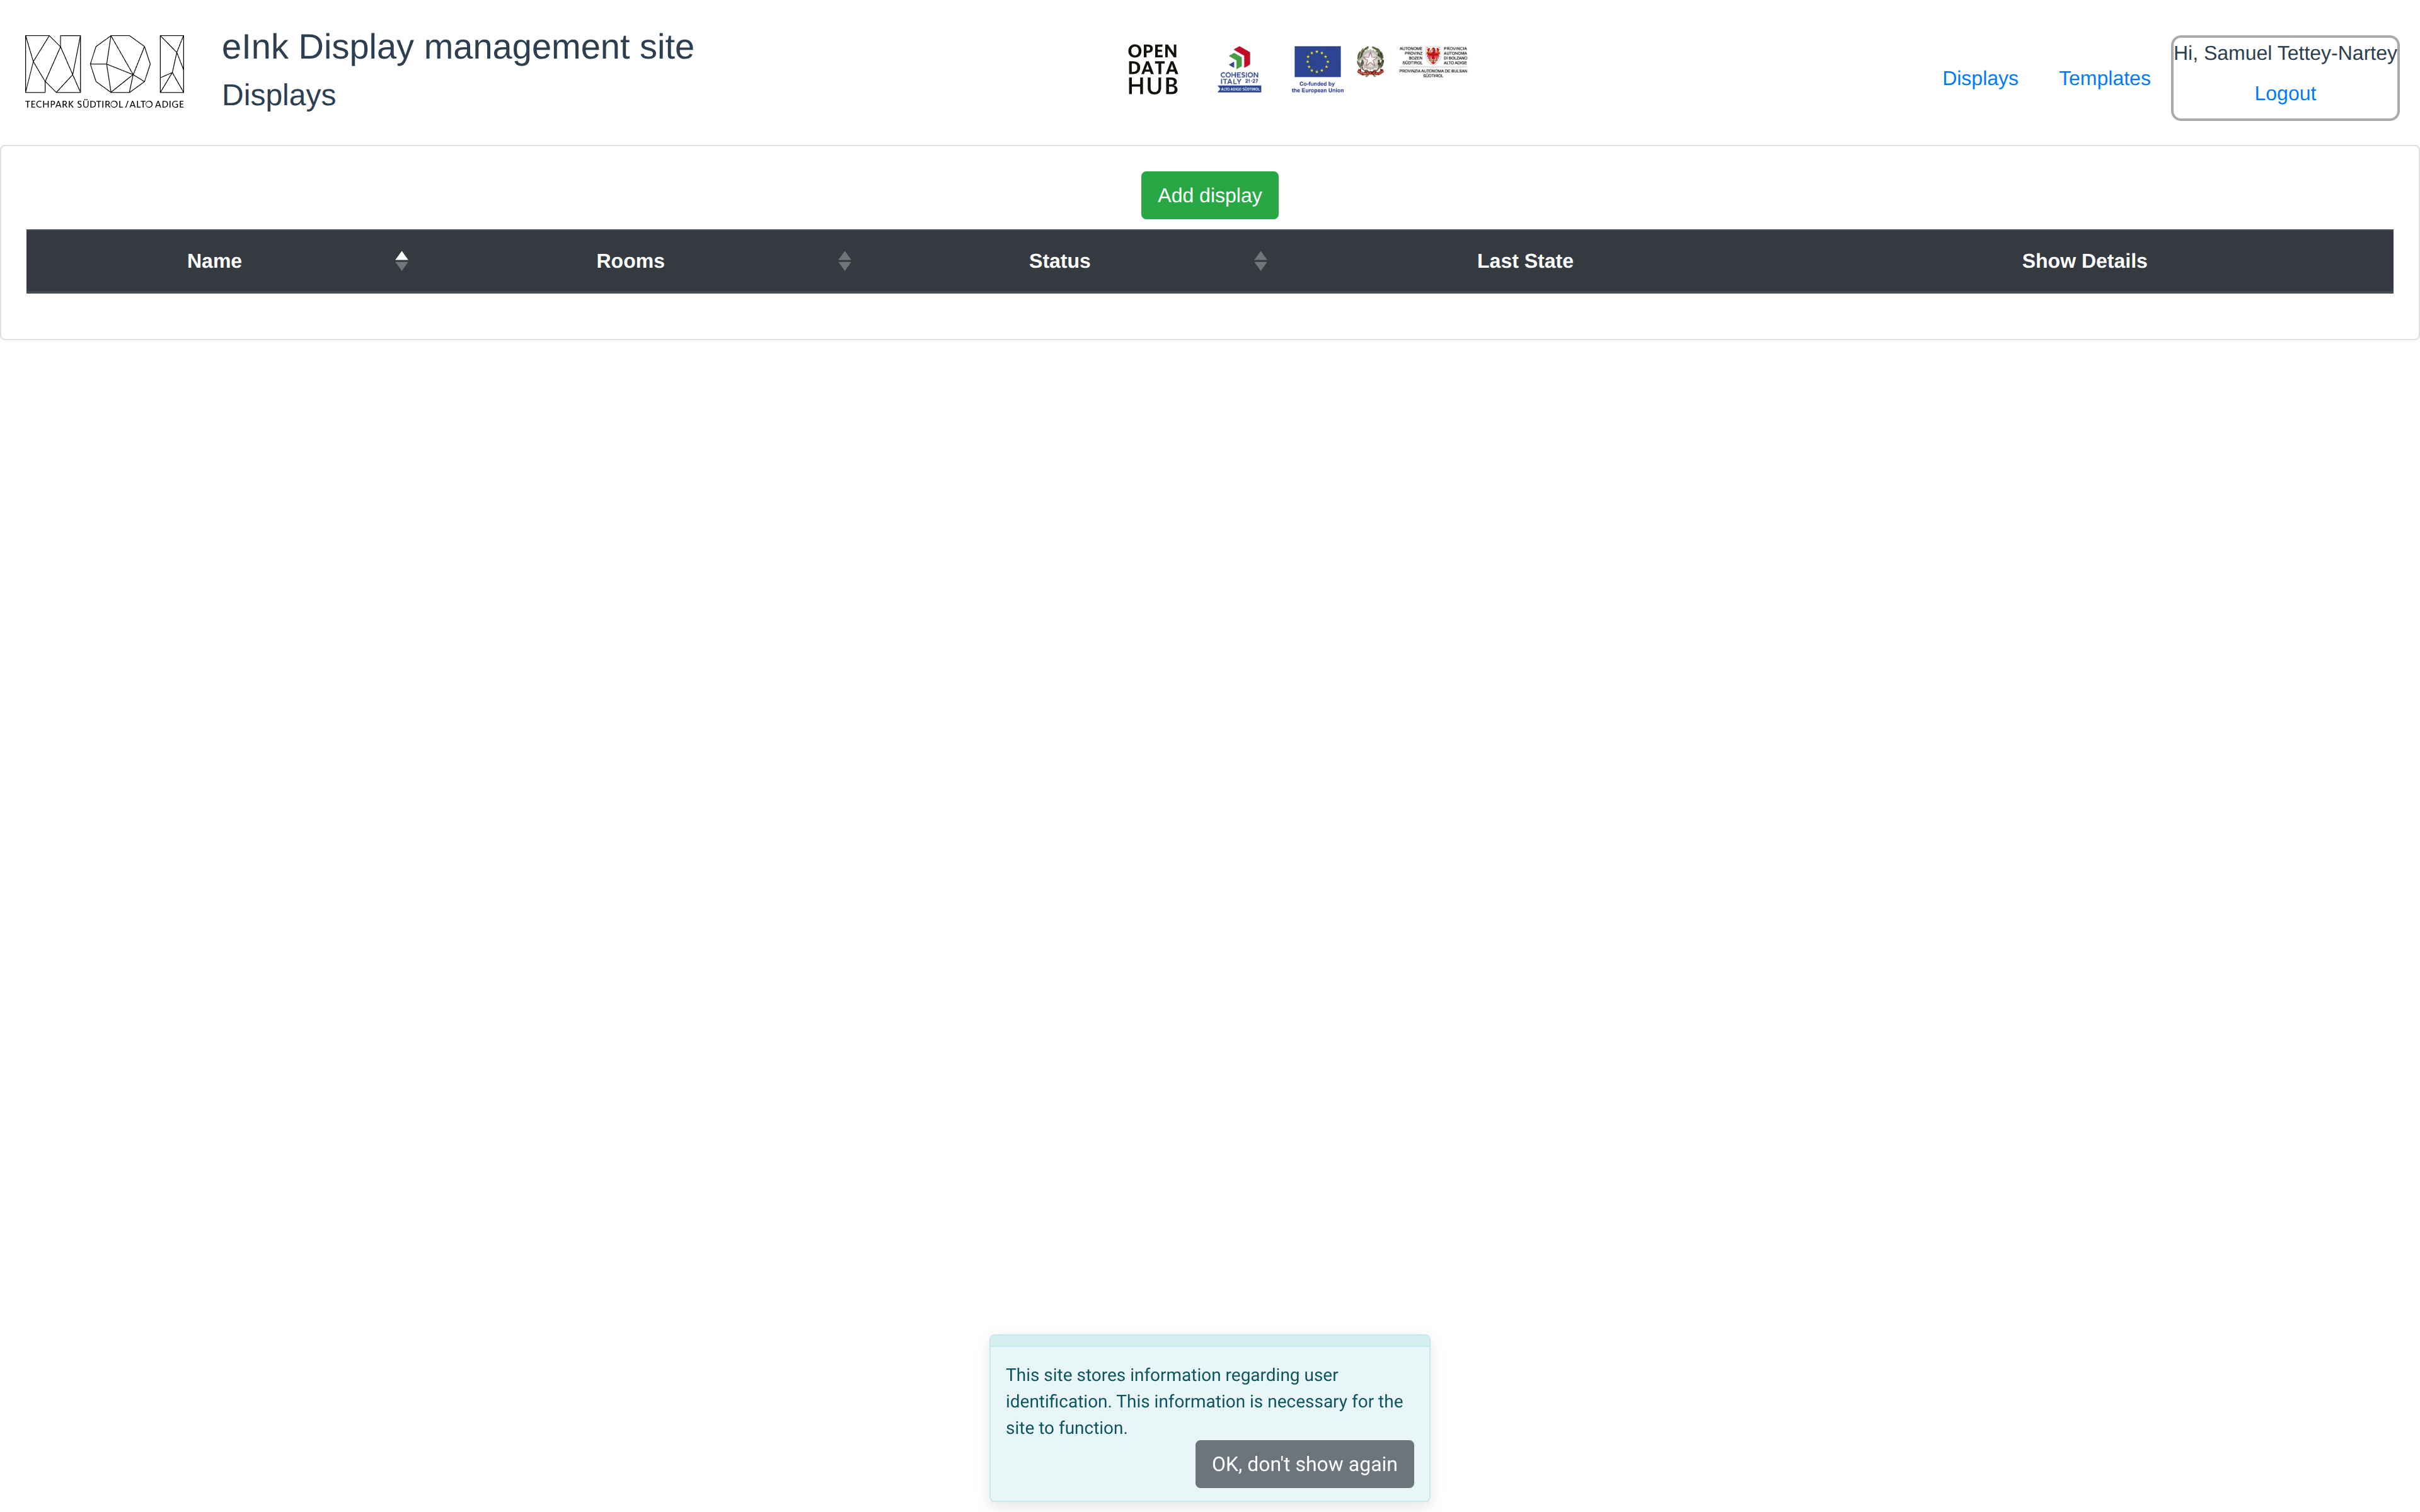 NOI
TECHPARK SÜDTIROL/ALTO ADIGE
eInk Display management site
Displays
OPEN
DATA
HUB
COHESION
ITALY 21-27
ALTO ADIGE SÜDTIROL
Co-funded by
the European Union
AUTONOME
PROVINZ
BOZEN
SÜDTIROL
PROVINCIA
AUTONOMA
DI BOLZANO
ALTO ADIGE
PROVINZIA AUTONOMA DE BULSAN
SÜDTIROL
Displays
Templates
Hi, Samuel Tettey-Nartey
Logout
Add display
Name Rooms Status Last State Show Details
This site stores information regarding user
identification. This information is necessary for the
site to function.
OK, don't show again